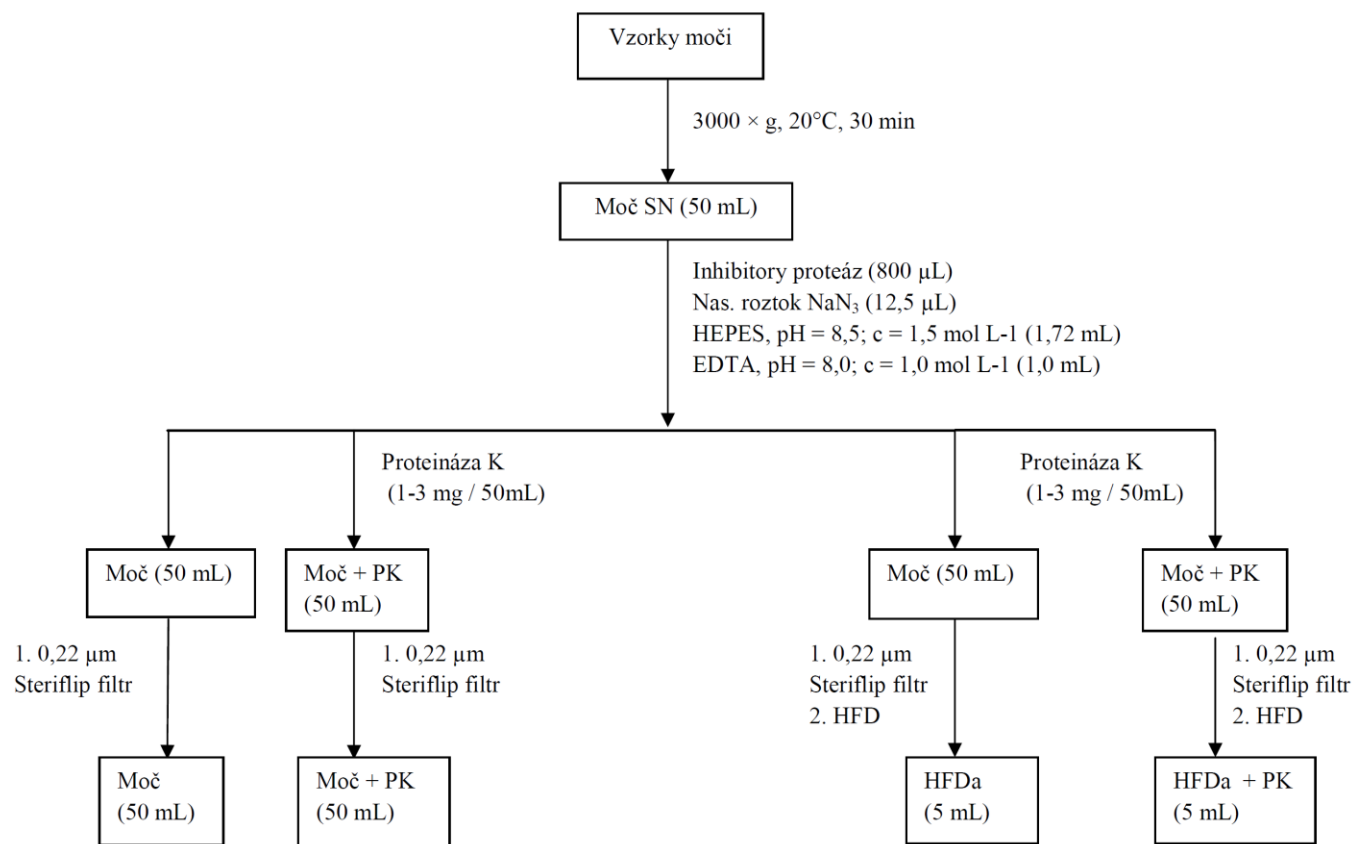 Vzorky moči
3000 × g, 20°C, 30 min
Moč SN (50 mL)
Inhibitory proteáz (800 µL)
Nas. roztok NaN₃ (12,5 µL)
HEPES, pH = 8,5; c = 1,5 mol L-1 (1,72 mL)
EDTA, pH = 8,0; c = 1,0 mol L-1 (1,0 mL)
Proteináza K
(1-3 mg / 50mL)
Proteináza K
(1-3 mg / 50mL)
Moč (50 mL)
Moč + PK
(50 mL)
Moč (50 mL)
Moč + PK
(50 mL)
1. 0,22 µm
Steriflip filtr
1. 0,22 µm
Steriflip filtr
1. 0,22 µm
Steriflip filtr
2. HFD
1. 0,22 µm
Steriflip filtr
2. HFD
Moč
(50 mL)
Moč + PK
(50 mL)
HFDa
(5 mL)
HFDa + PK
(5 mL)